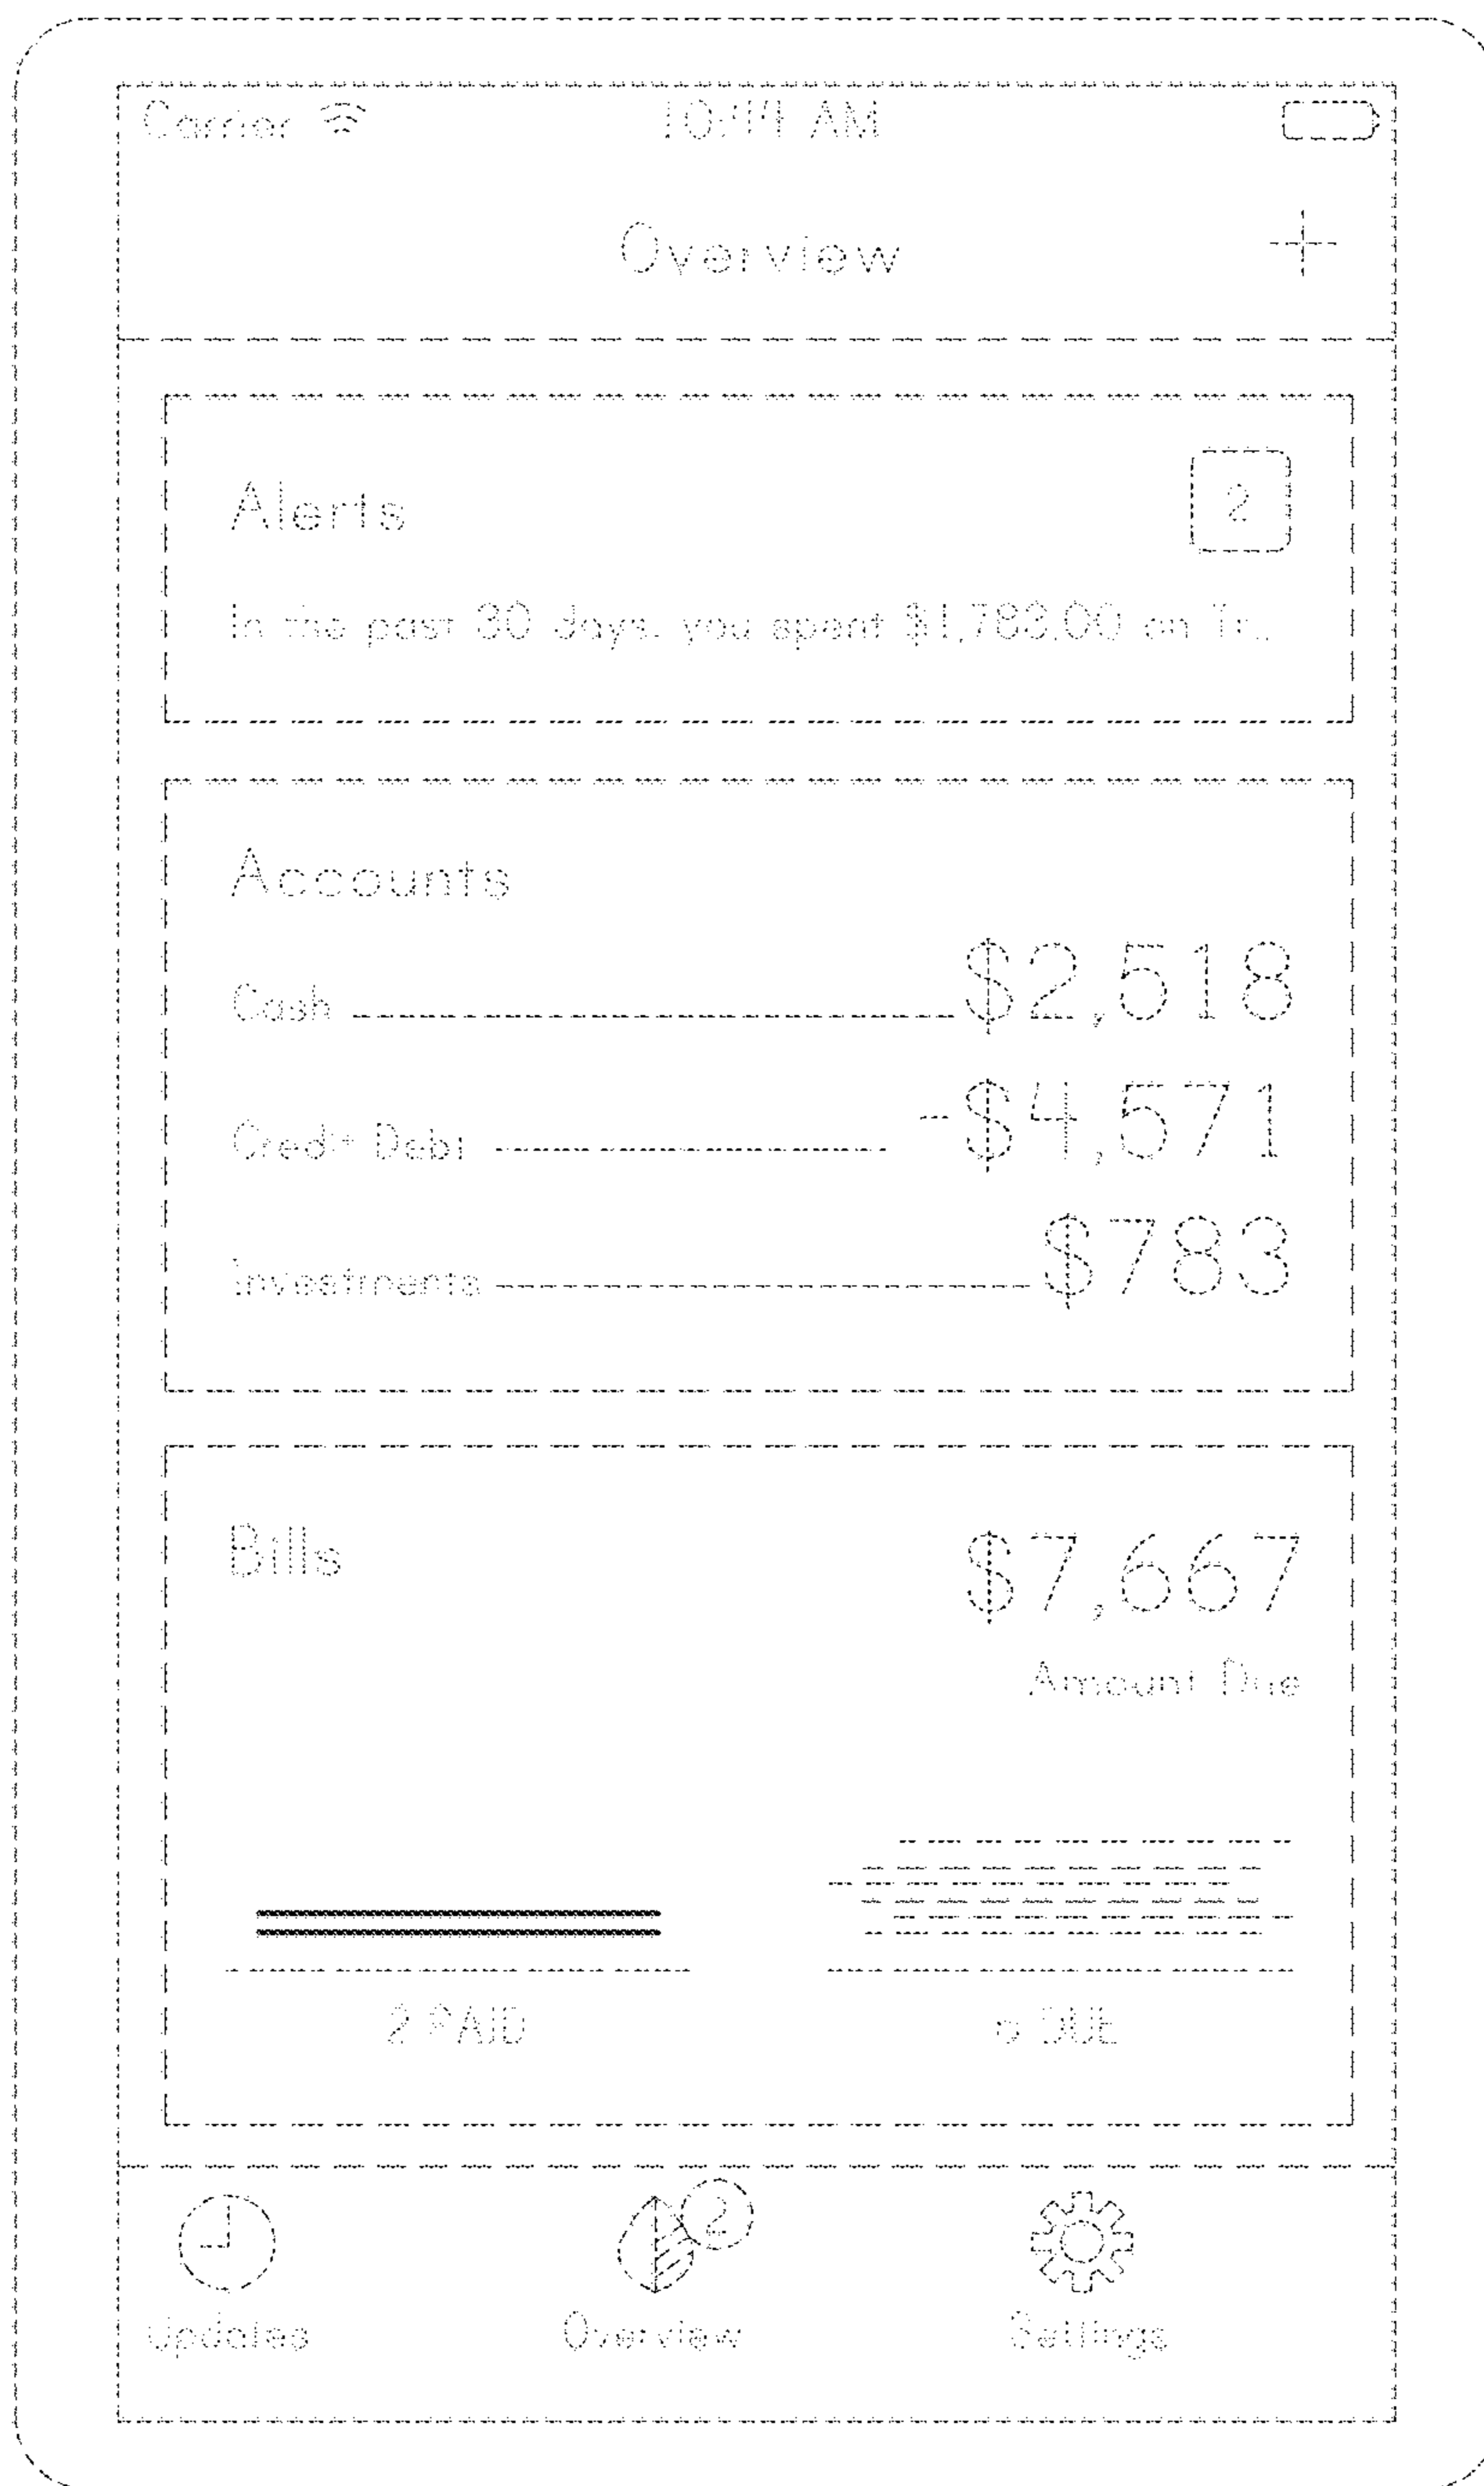 Carrier 10:44 AM
Overview +
Alerts 2
In the past 30 days, you spent $1,783.00 on Tr...
Accounts
Cash $2,518
Credit Debt -$4,571
Investments $783
Bills $7,667
Amount Due
2 PAID 6 DUE
2
Updates Overview Settings